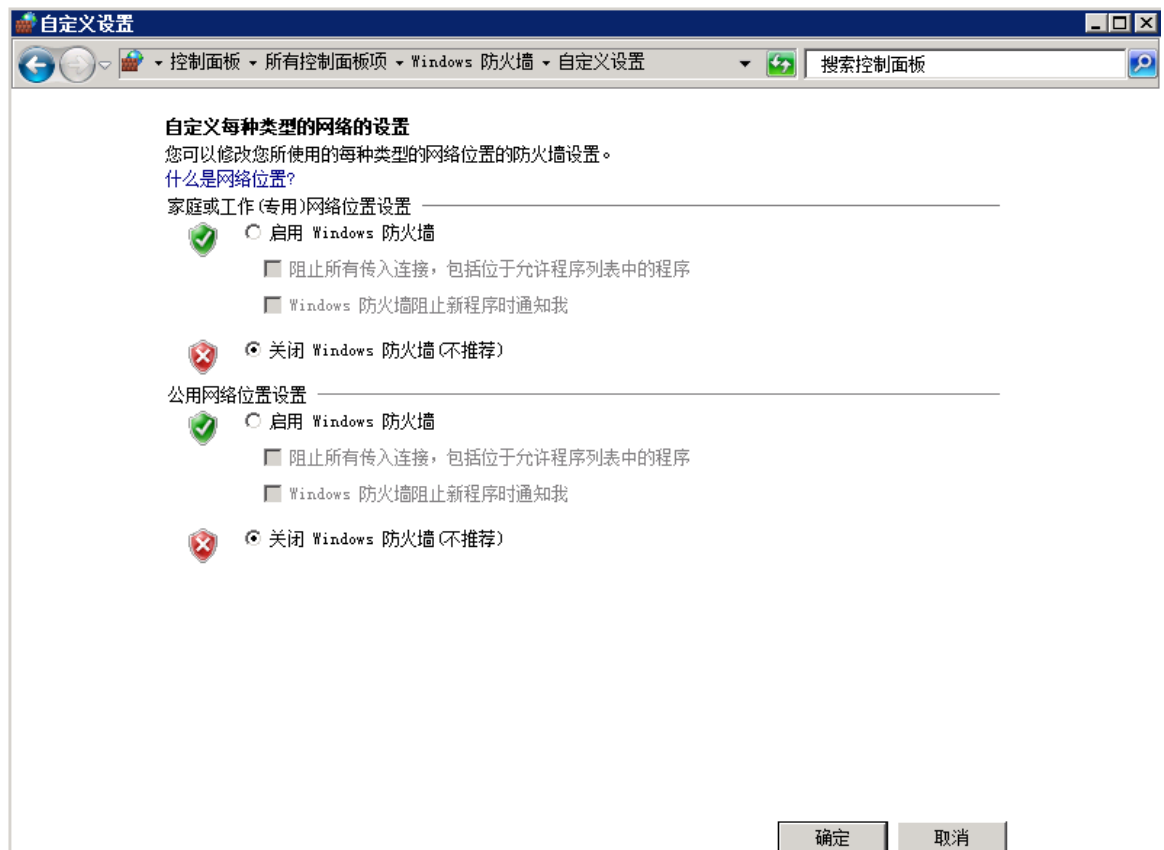 自定义设置
控制面板 所有控制面板项 Windows 防火墙 自定义设置 搜索控制面板
自定义每种类型的网络的设置
您可以修改您所使用的每种类型的网络位置的防火墙设置。
什么是网络位置?
家庭或工作(专用)网络位置设置
启用 Windows 防火墙
阻止所有传入连接，包括位于允许程序列表中的程序
Windows 防火墙阻止新程序时通知我
关闭 Windows 防火墙(不推荐)
公用网络位置设置
启用 Windows 防火墙
阻止所有传入连接，包括位于允许程序列表中的程序
Windows 防火墙阻止新程序时通知我
关闭 Windows 防火墙(不推荐)
确定 取消